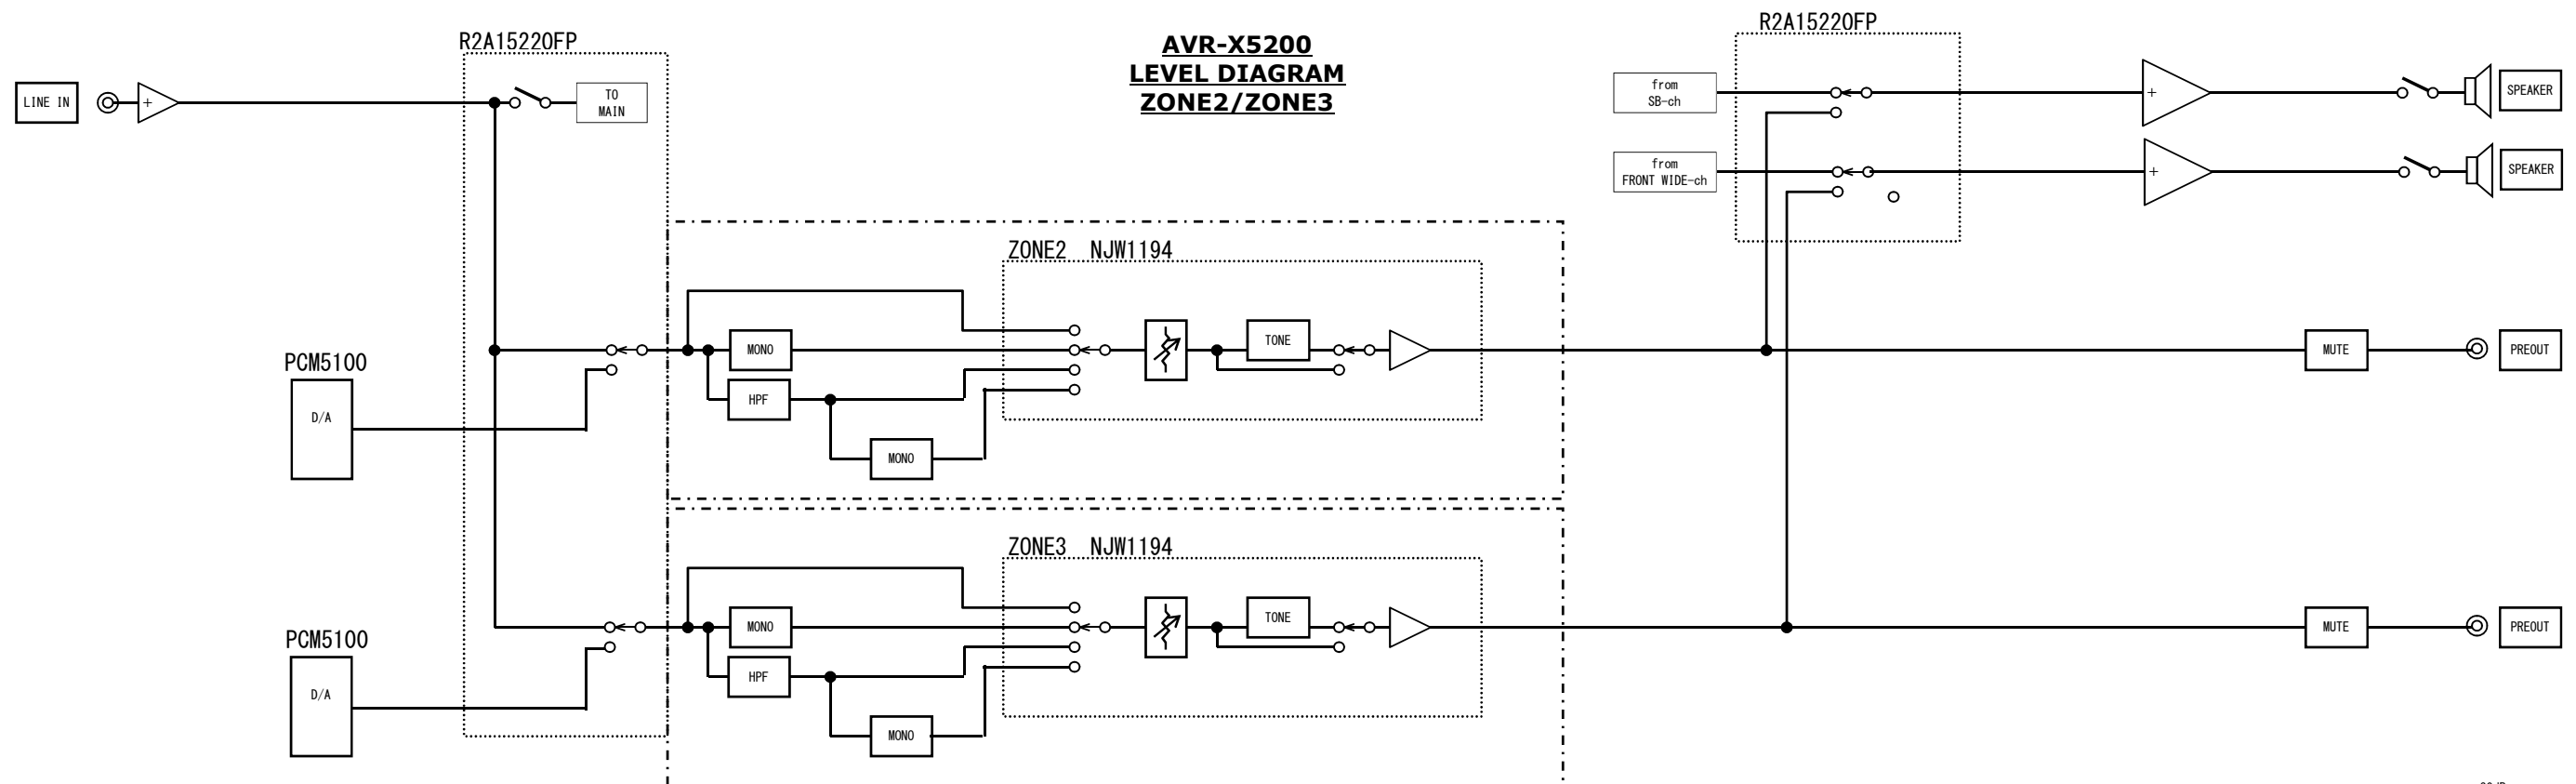 R2A15220FP
AVR-X5200
LEVEL DIAGRAM
ZONE2/ZONE3
R2A15220FP
LINE IN
+
TO
MAIN
from
SB-ch
+
SPEAKER
from
FRONT WIDE-ch
+
SPEAKER
ZONE2 NJW1194
PCM5100
D/A
MONO
HPF
MONO
TONE
MUTE
PREOUT
ZONE3 NJW1194
PCM5100
D/A
MONO
HPF
MONO
TONE
MUTE
PREOUT